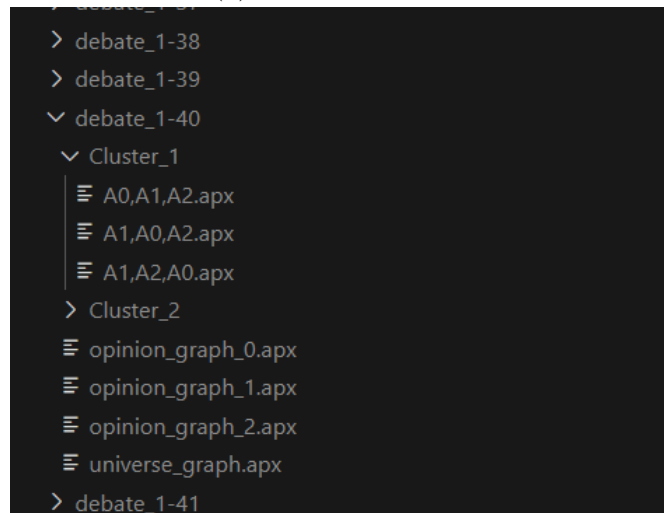 debate_1-38
debate_1-39
debate_1-40
Cluster_1
A0,A1,A2.apx
A1,A0,A2.apx
A1,A2,A0.apx
Cluster_2
opinion_graph_0.apx
opinion_graph_1.apx
opinion_graph_2.apx
universe_graph.apx
debate_1-41